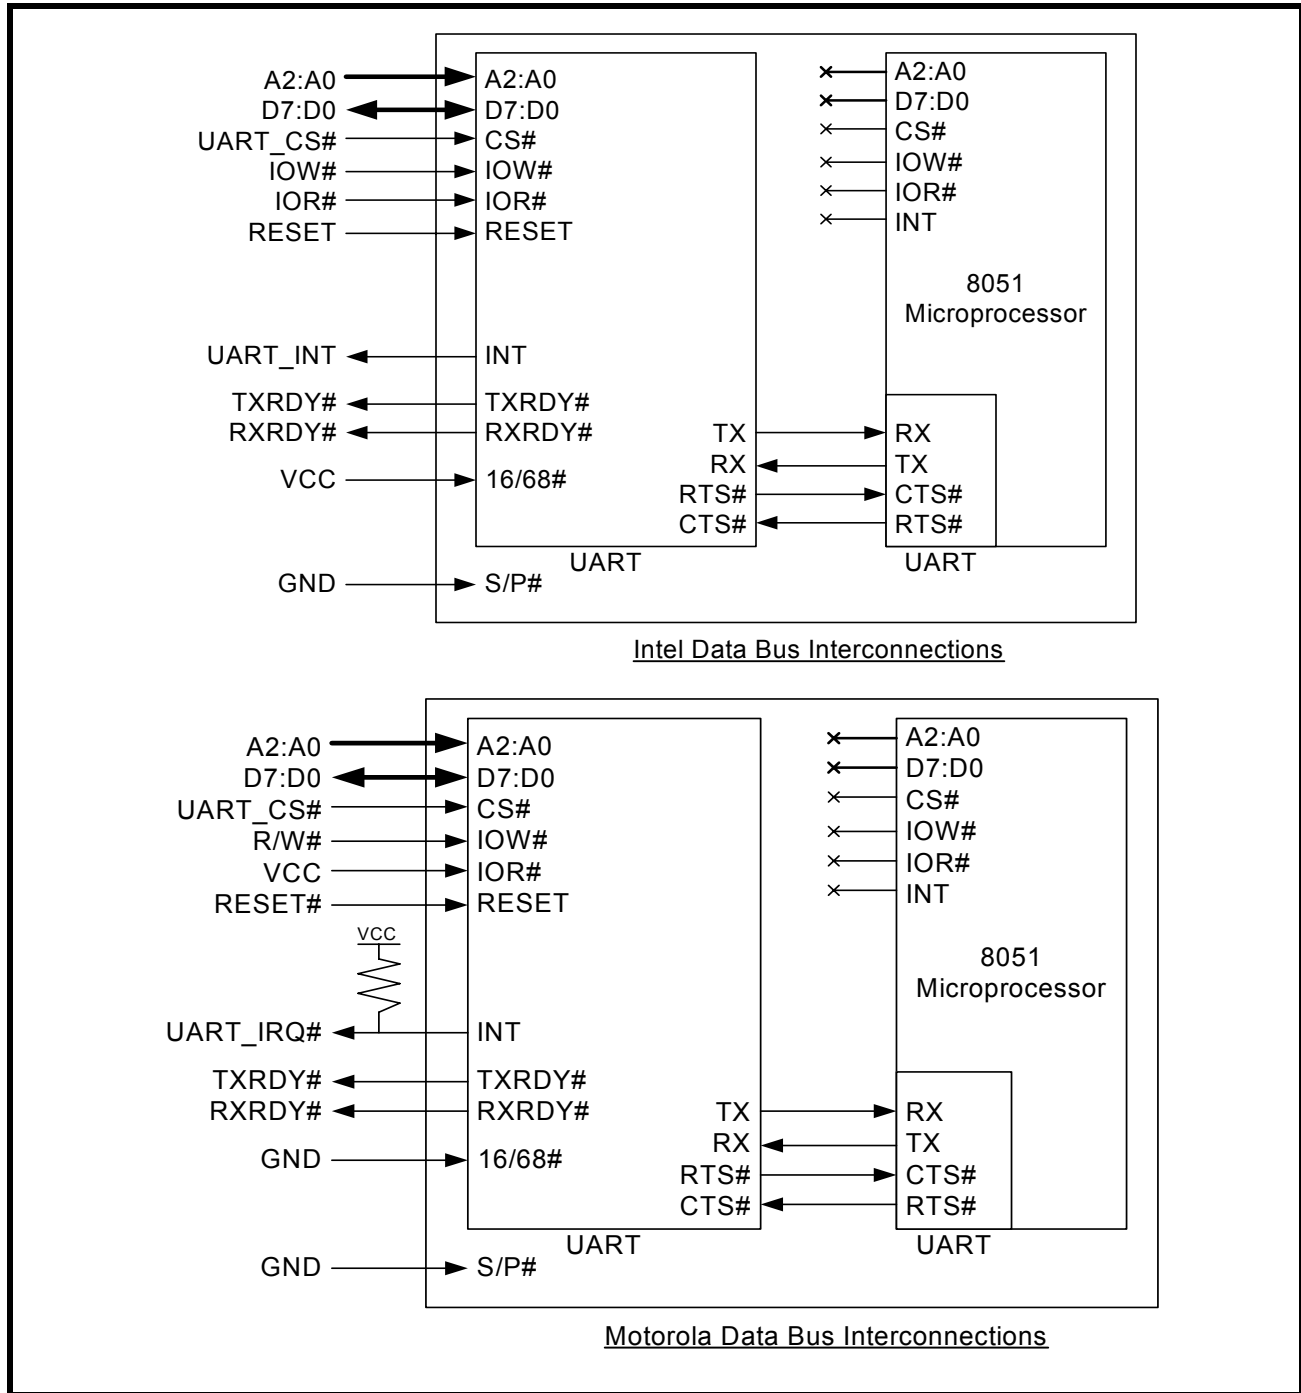 A2:A0 A2:A0 A2:A0
D7:D0 D7:D0 D7:D0
UART_CS# CS# CS#
IOW# IOW# IOW#
IOR# IOR# IOR#
RESET RESET INT
8051
Microprocessor
UART_INT INT
TXRDY# TXRDY#
RXRDY# RXRDY# TX RX
RX TX
VCC 16/68# RTS# CTS#
CTS# RTS#
UART UART
GND S/P#
Intel Data Bus Interconnections
A2:A0 A2:A0 A2:A0
D7:D0 D7:D0 D7:D0
UART_CS# CS# CS#
R/W# IOW# IOW#
VCC IOR# IOR#
RESET# RESET INT
VCC
8051
Microprocessor
UART_IRQ# INT
TXRDY# TXRDY#
RXRDY# RXRDY# TX RX
RX TX
GND 16/68# RTS# CTS#
CTS# RTS#
UART UART
GND S/P#
Motorola Data Bus Interconnections